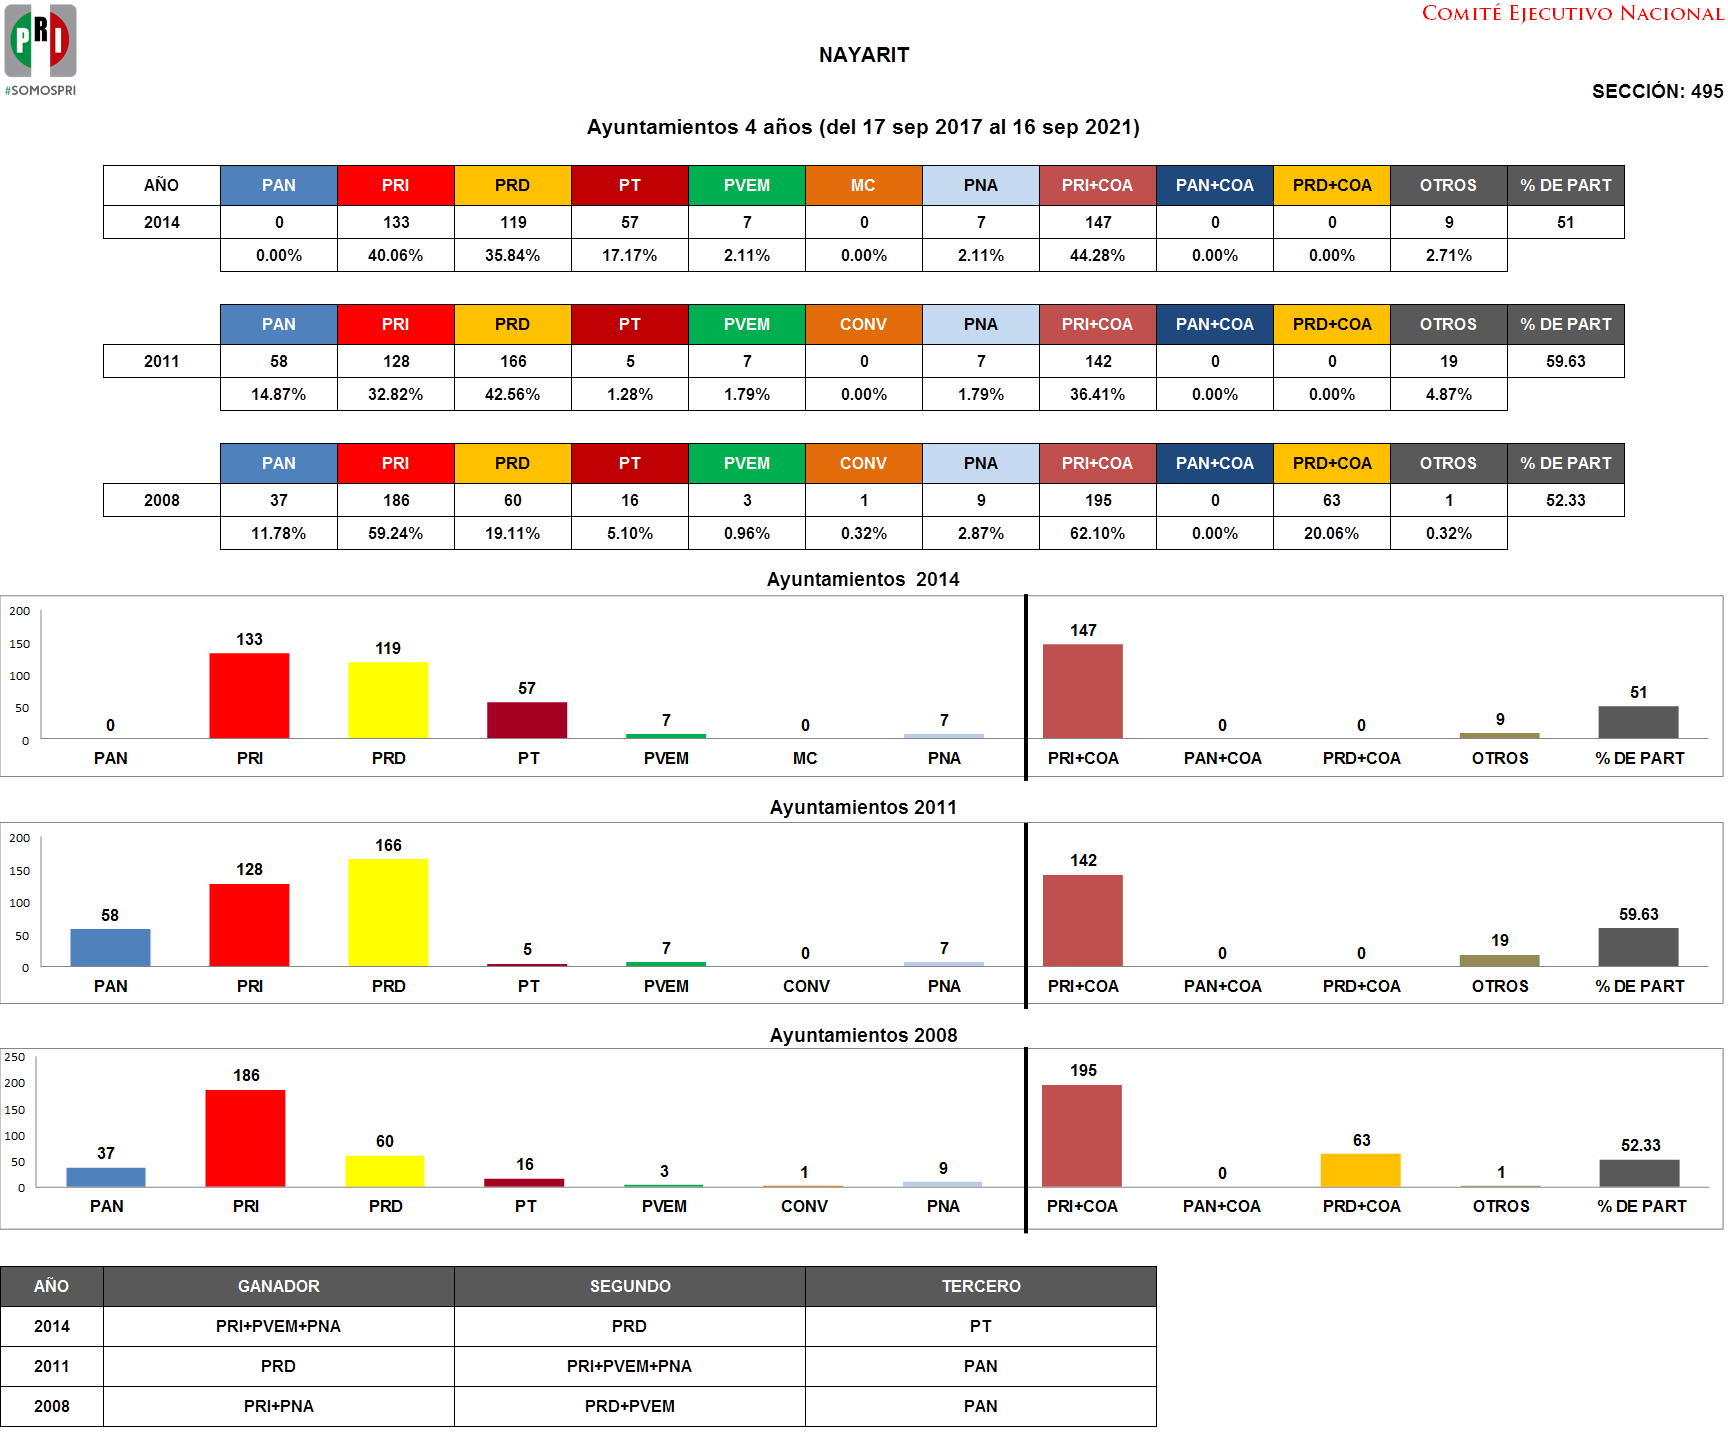 COMITÉ EJECUTIVO NACIONAL
PRI
#SOMOSPRI
NAYARIT
SECCIÓN: 495
Ayuntamientos 4 años (del 17 sep 2017 al 16 sep 2021)
AÑO PAN PRI PRD PT PVEM MC PNA PRI+COA PAN+COA PRD+COA OTROS % DE PART
2014 0 133 119 57 7 0 7 147 0 0 9 51
0.00% 40.06% 35.84% 17.17% 2.11% 0.00% 2.11% 44.28% 0.00% 0.00% 2.71%
PAN PRI PRD PT PVEM CONV PNA PRI+COA PAN+COA PRD+COA OTROS % DE PART
2011 58 128 166 5 7 0 7 142 0 0 19 59.63
14.87% 32.82% 42.56% 1.28% 1.79% 0.00% 1.79% 36.41% 0.00% 0.00% 4.87%
PAN PRI PRD PT PVEM CONV PNA PRI+COA PAN+COA PRD+COA OTROS % DE PART
2008 37 186 60 16 3 1 9 195 0 63 1 52.33
11.78% 59.24% 19.11% 5.10% 0.96% 0.32% 2.87% 62.10% 0.00% 20.06% 0.32%
Ayuntamientos 2014
200
150
100
50
0
0 133 119 57 7 0 7 147 0 0 9 51
PAN PRI PRD PT PVEM MC PNA PRI+COA PAN+COA PRD+COA OTROS % DE PART
Ayuntamientos 2011
200
150
100
50
0
58 128 166 5 7 0 7 142 0 0 19 59.63
PAN PRI PRD PT PVEM CONV PNA PRI+COA PAN+COA PRD+COA OTROS % DE PART
Ayuntamientos 2008
250
200
150
100
50
0
37 186 60 16 3 1 9 195 0 63 1 52.33
PAN PRI PRD PT PVEM CONV PNA PRI+COA PAN+COA PRD+COA OTROS % DE PART
AÑO GANADOR SEGUNDO TERCERO
2014 PRI+PVEM+PNA PRD PT
2011 PRD PRI+PVEM+PNA PAN
2008 PRI+PNA PRD+PVEM PAN